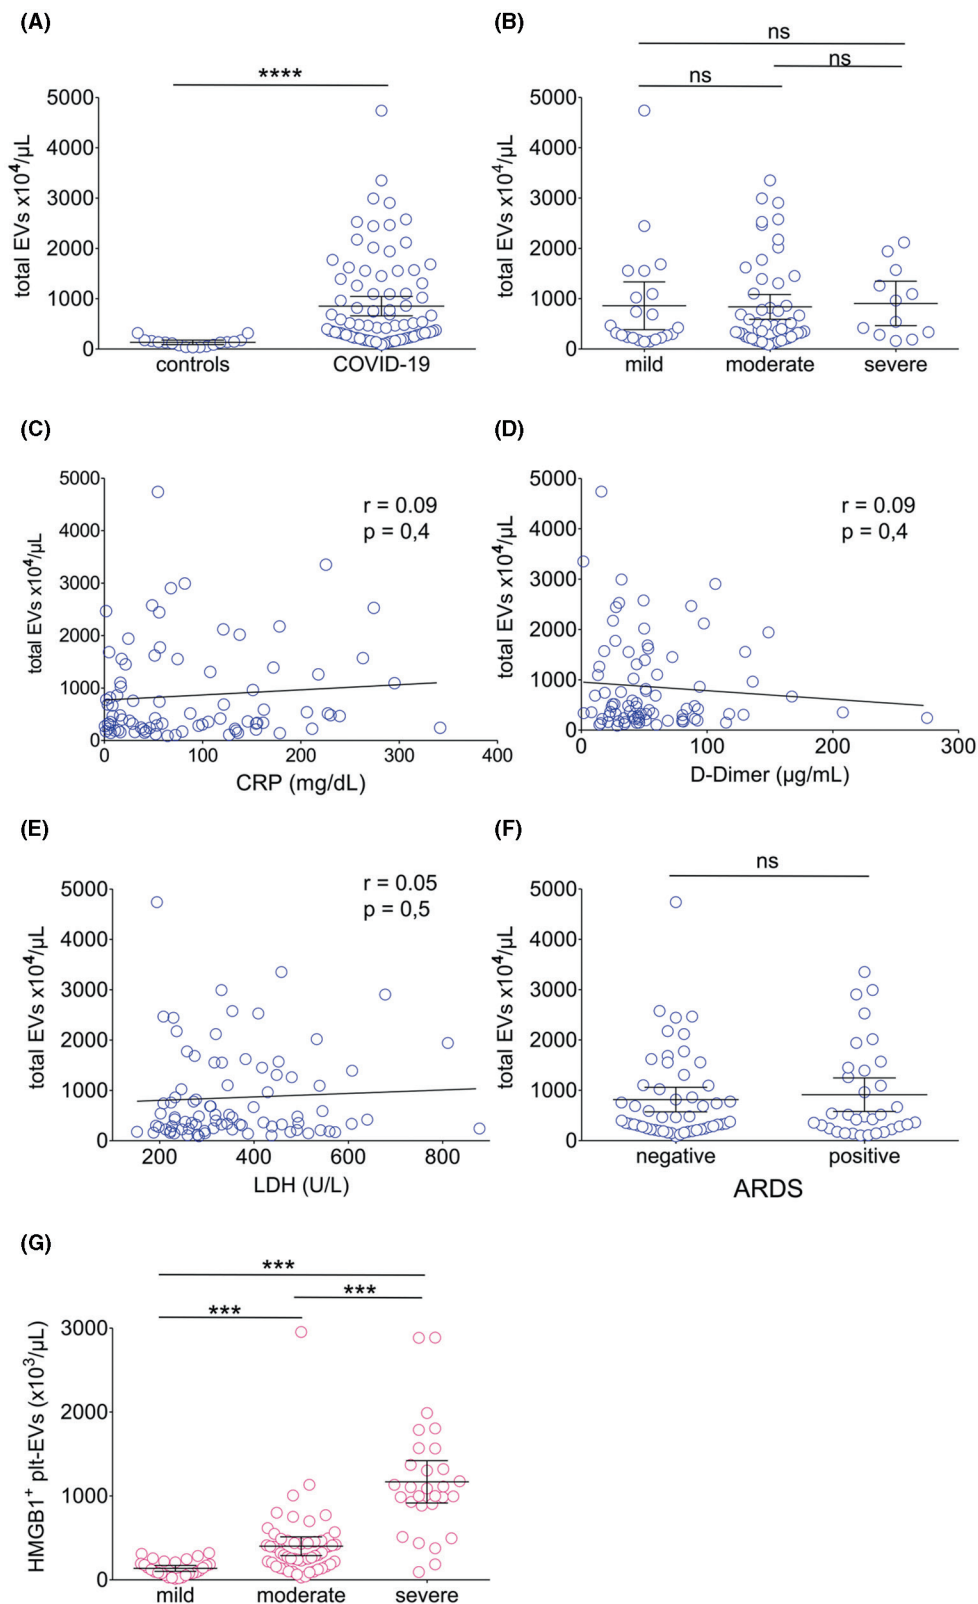 (A)
****
total EVs x10⁴/µL
5000
4000
3000
2000
1000
0
controls COVID-19
(B)
ns
ns
ns
total EVs x10⁴/µL
5000
4000
3000
2000
1000
0
mild moderate severe
(C)
r = 0.09
p = 0,4
total EVs x10⁴/µL
5000
4000
3000
2000
1000
0
0 100 200 300 400
CRP (mg/dL)
(D)
r = 0.09
p = 0,4
total EVs x10⁴/µL
5000
4000
3000
2000
1000
0
0 100 200 300
D-Dimer (µg/mL)
(E)
r = 0.05
p = 0,5
total EVs x10⁴/µL
5000
4000
3000
2000
1000
0
200 400 600 800
LDH (U/L)
(F)
ns
total EVs x10⁴/µL
5000
4000
3000
2000
1000
0
negative positive
ARDS
(G)
***
***
***
HMGB1⁺ plt-EVs (x10³/µL)
3000
2000
1000
0
mild moderate severe